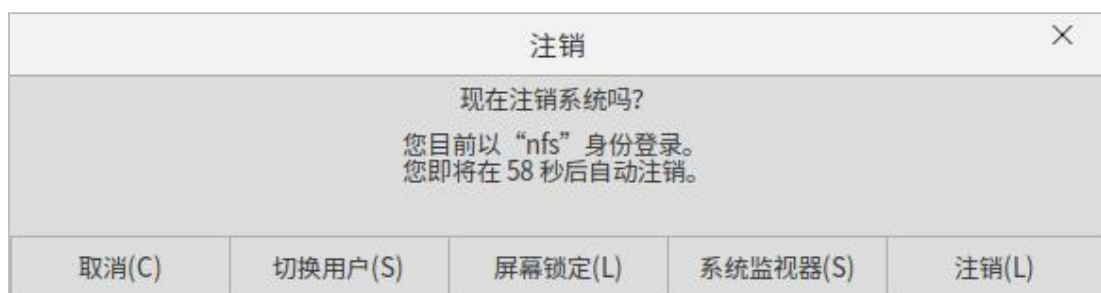 注销
现在注销系统吗?
您目前以“nfs”身份登录。
您即将在 58 秒后自动注销。
取消(C) 切换用户(S) 屏幕锁定(L) 系统监视器(S) 注销(L)